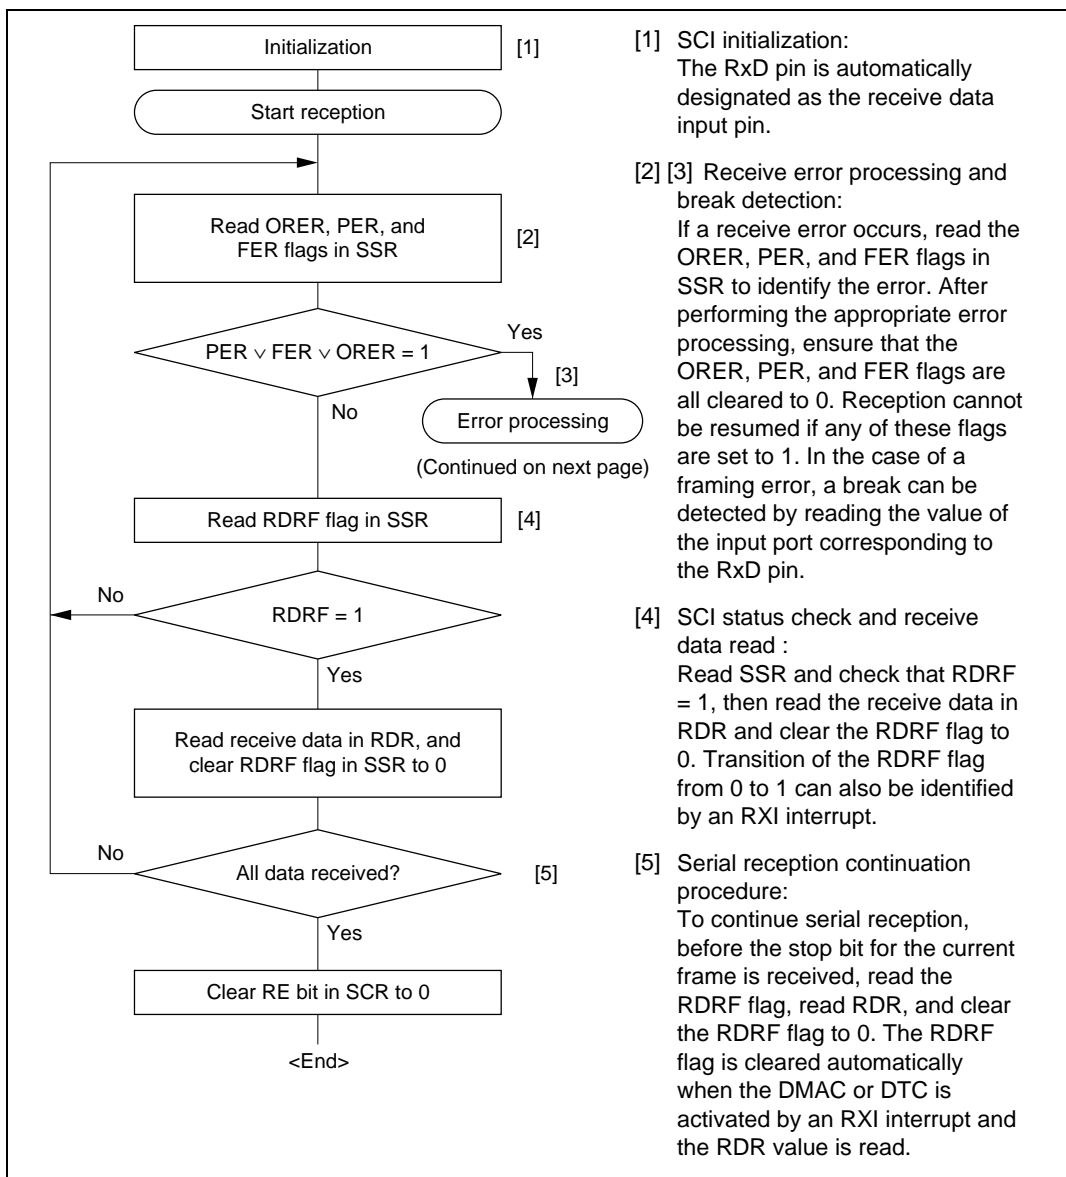 Initialization
[1]
Start reception
Read ORER, PER, and
FER flags in SSR
[2]
PER ∨ FER ∨ ORER = 1
Yes
[3]
No
Error processing
(Continued on next page)
Read RDRF flag in SSR
[4]
No
RDRF = 1
Yes
Read receive data in RDR, and
clear RDRF flag in SSR to 0
No
All data received?
[5]
Yes
Clear RE bit in SCR to 0
<End>
[1] SCI initialization:
The RxD pin is automatically
designated as the receive data
input pin.
[2] [3] Receive error processing and
break detection:
If a receive error occurs, read the
ORER, PER, and FER flags in
SSR to identify the error. After
performing the appropriate error
processing, ensure that the
ORER, PER, and FER flags are
all cleared to 0. Reception cannot
be resumed if any of these flags
are set to 1. In the case of a
framing error, a break can be
detected by reading the value of
the input port corresponding to
the RxD pin.
[4] SCI status check and receive
data read :
Read SSR and check that RDRF
= 1, then read the receive data in
RDR and clear the RDRF flag to
0. Transition of the RDRF flag
from 0 to 1 can also be identified
by an RXI interrupt.
[5] Serial reception continuation
procedure:
To continue serial reception,
before the stop bit for the current
frame is received, read the
RDRF flag, read RDR, and clear
the RDRF flag to 0. The RDRF
flag is cleared automatically
when the DMAC or DTC is
activated by an RXI interrupt and
the RDR value is read.